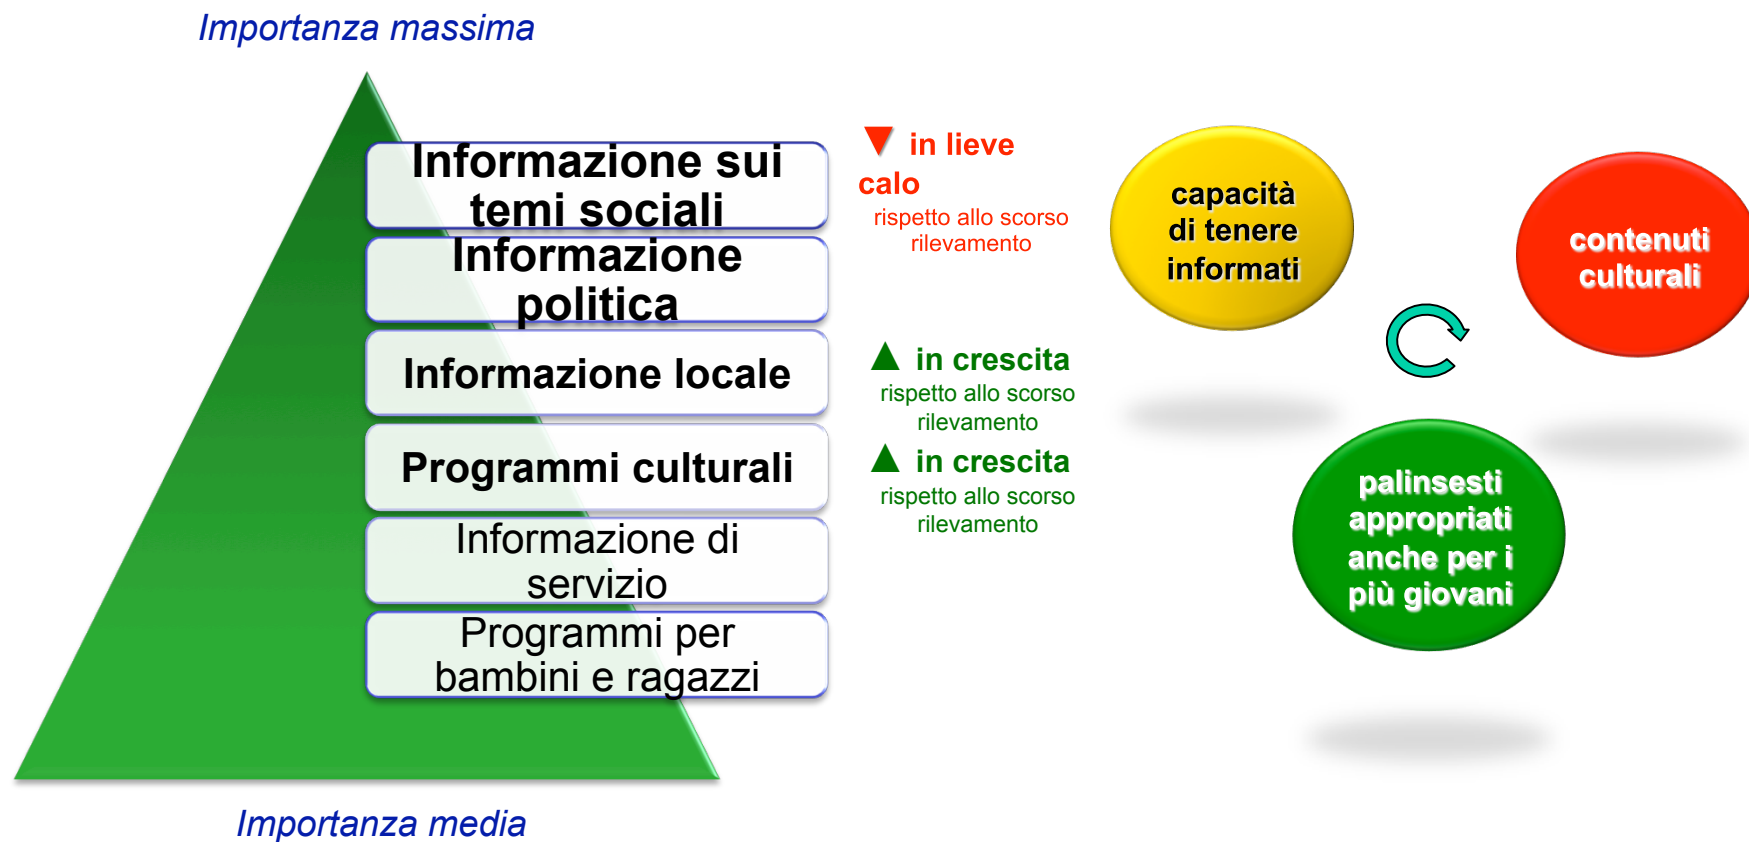 Importanza massima
Informazione sui
temi sociali
Informazione
politica
Informazione locale
Programmi culturali
Informazione di
servizio
Programmi per
bambini e ragazzi
Importanza media
▼ in lieve
calo
rispetto allo scorso
rilevamento
▲ in crescita
rispetto allo scorso
rilevamento
▲ in crescita
rispetto allo scorso
rilevamento
capacità
di tenere
informati
contenuti
culturali
palinsesti
appropriati
anche per i
più giovani